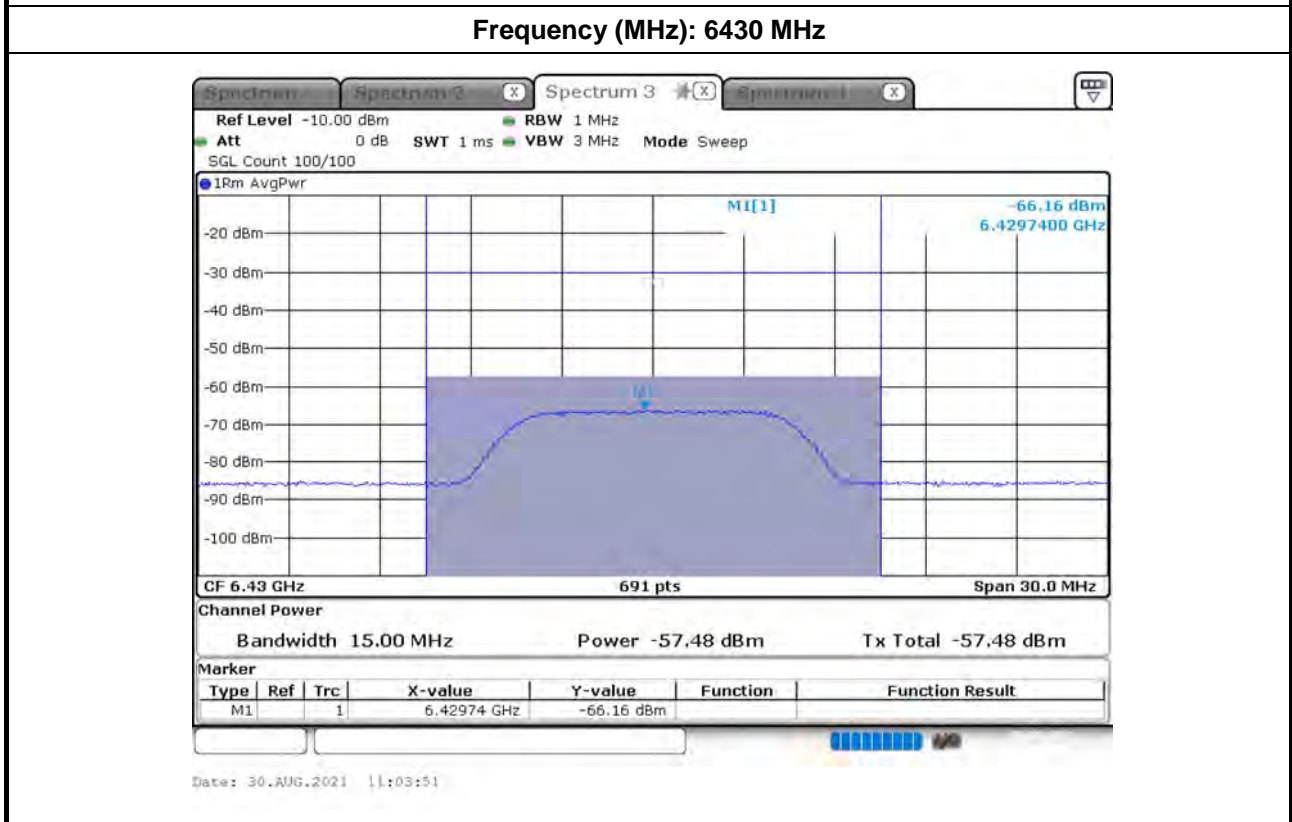 Frequency (MHz): 6430 MHz
Spectrum 2 X Spectrum 3 X X
Ref Level -10.00 dBm RBW 1 MHz
Att 0 dB SWT 1 ms VBW 3 MHz Mode Sweep
SGL Count 100/100
1Rm AvgPwr
M1[1] -66.16 dBm
6.4297400 GHz
-20 dBm
-30 dBm
-40 dBm
-50 dBm
-60 dBm
M1
-70 dBm
-80 dBm
-90 dBm
-100 dBm
CF 6.43 GHz 691 pts Span 30.0 MHz
Channel Power
Bandwidth 15.00 MHz Power -57.48 dBm Tx Total -57.48 dBm
Marker
Type Ref Trc X-value Y-value Function Function Result
M1 1 6.42974 GHz -66.16 dBm
Date: 30.AUG.2021 11:03:51